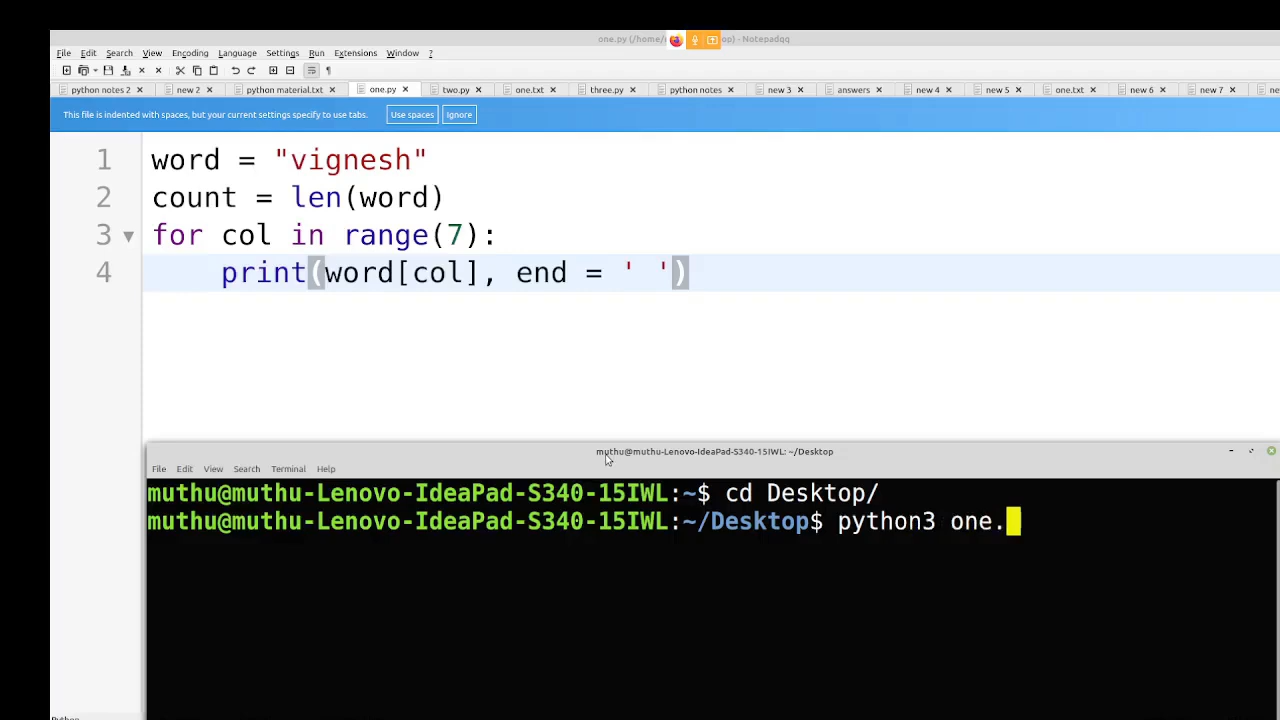 one.py (/home/ op) - Notepadqq
File Edit Search View Encoding Language Settings Run Extensions Window ?
python notes 2 new 2 python material.txt one.py two.py one.txt three.py python notes new 3 answers new 4 new 5 one.txt new 6 new 7
This file is indented with spaces, but your current settings specify to use tabs. Use spaces Ignore
1 word = "vignesh"
2 count = len(word)
3 for col in range(7):
4 print(word[col], end = ' ')
muthu@muthu-Lenovo-IdeaPad-S340-15IWL: ~/Desktop
File Edit View Search Terminal Help
muthu@muthu-Lenovo-IdeaPad-S340-15IWL:~$ cd Desktop/
muthu@muthu-Lenovo-IdeaPad-S340-15IWL:~/Desktop$ python3 one.